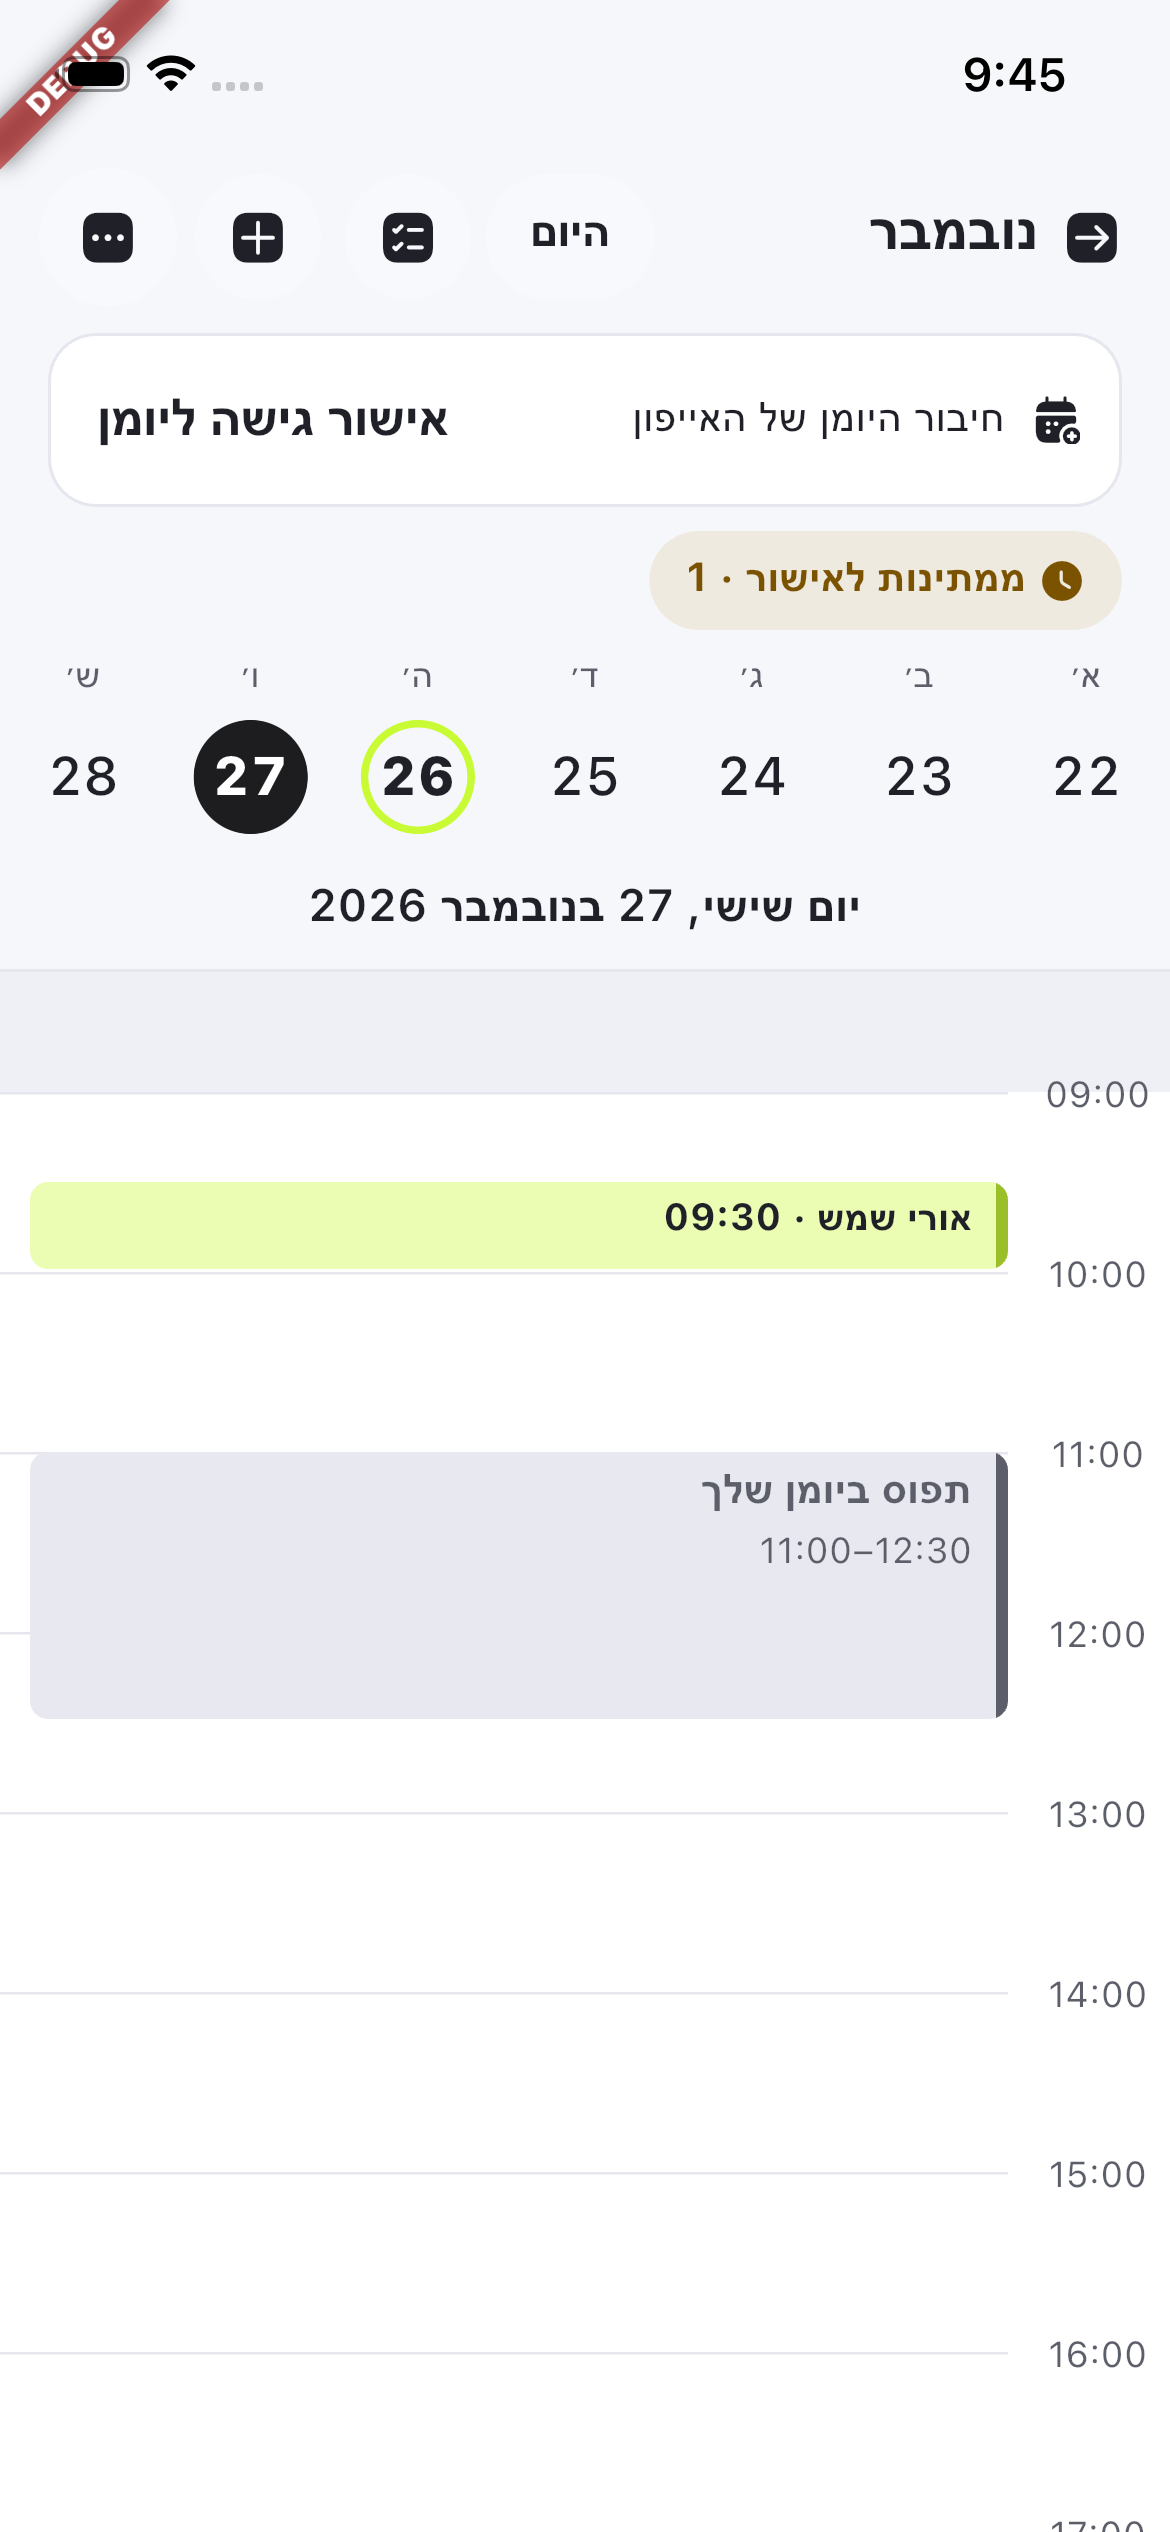 9:45
DEBUG
נובמבר
היום
חיבור היומן של האייפון
אישור גישה ליומן
ממתינות לאישור · 1
א׳ ב׳ ג׳ ד׳ ה׳ ו׳ ש׳
22 23 24 25 26 27 28
יום שישי, 27 בנובמבר 2026
09:00
אורי שמש · 09:30
10:00
11:00
תפוס ביומן שלך
11:00–12:30
12:00
13:00
14:00
15:00
16:00
17:00